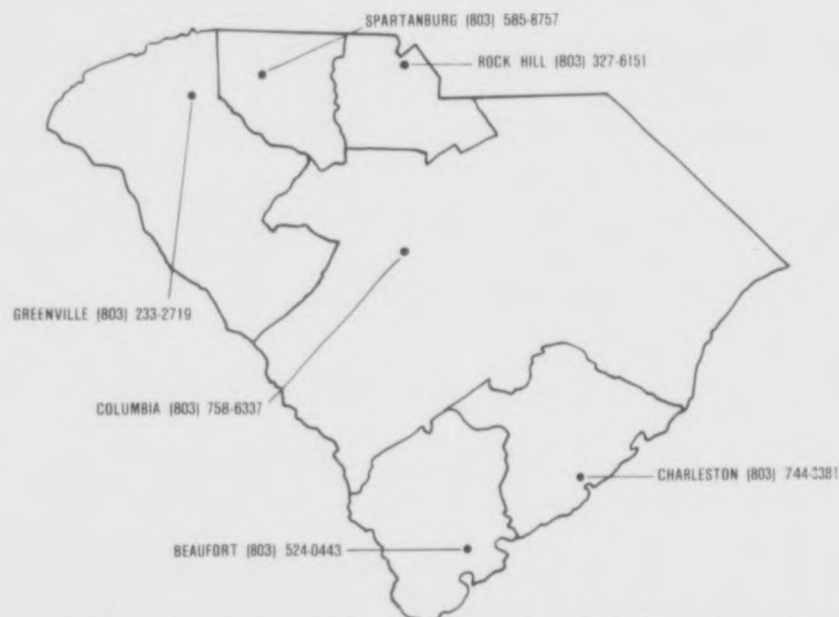 SPARTANBURG (803) 585-8757
ROCK HILL (803) 327-6151
GREENVILLE (803) 233-2719
COLUMBIA (803) 758-6337
CHARLESTON (803) 744-3381
BEAUFORT (803) 524-0443